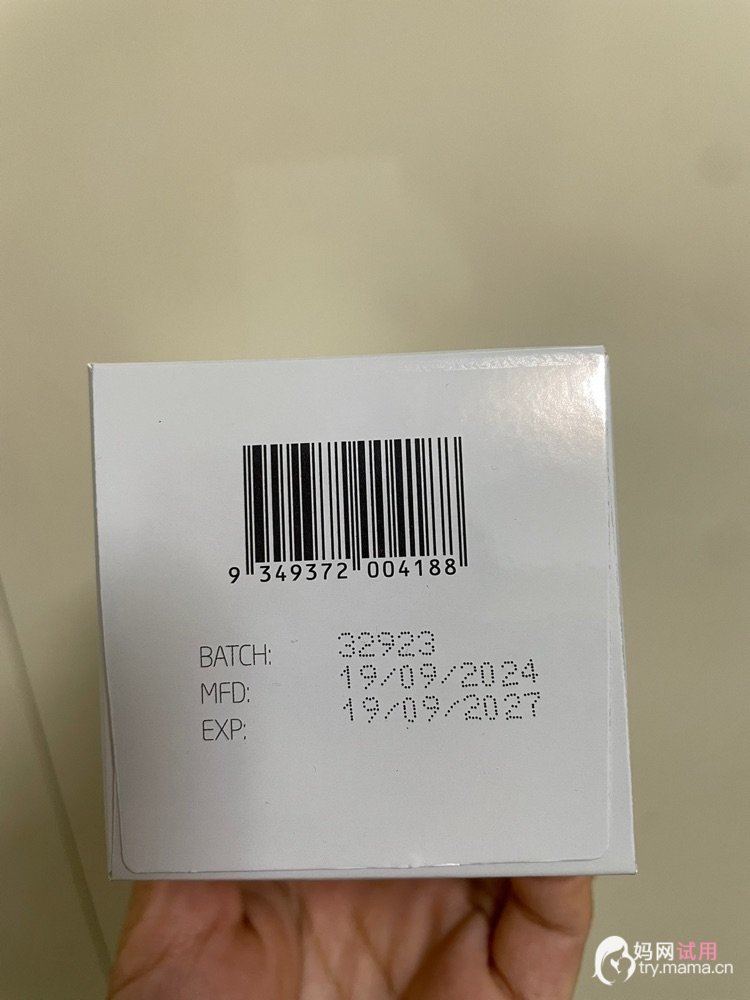 9 349372 004188
BATCH: 32923
MFD: 19/09/2024
EXP: 19/09/2027
妈网试用
try.mama.cn